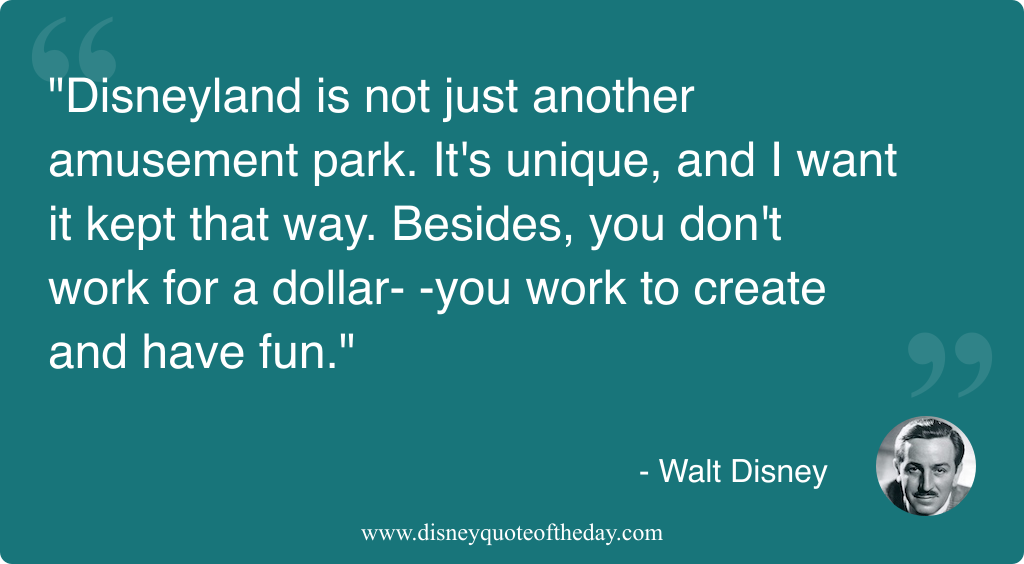 "Disneyland is not just another
amusement park. It's unique, and I want
it kept that way. Besides, you don't
work for a dollar- -you work to create
and have fun."
- Walt Disney
www.disneyquoteoftheday.com